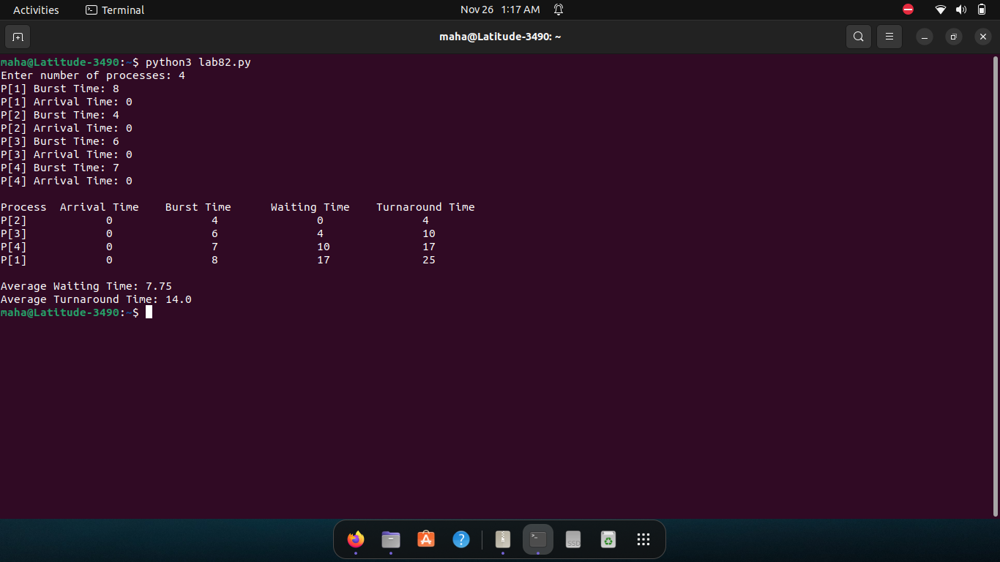 Activities Terminal Nov 26 1:17 AM
maha@Latitude-3490: ~
maha@Latitude-3490:~$ python3 lab82.py
Enter number of processes: 4
P[1] Burst Time: 8
P[1] Arrival Time: 0
P[2] Burst Time: 4
P[2] Arrival Time: 0
P[3] Burst Time: 6
P[3] Arrival Time: 0
P[4] Burst Time: 7
P[4] Arrival Time: 0
Process Arrival Time Burst Time Waiting Time Turnaround Time
P[2] 0 4 0 4
P[3] 0 6 4 10
P[4] 0 7 10 17
P[1] 0 8 17 25
Average Waiting Time: 7.75
Average Turnaround Time: 14.0
maha@Latitude-3490:~$
SSD